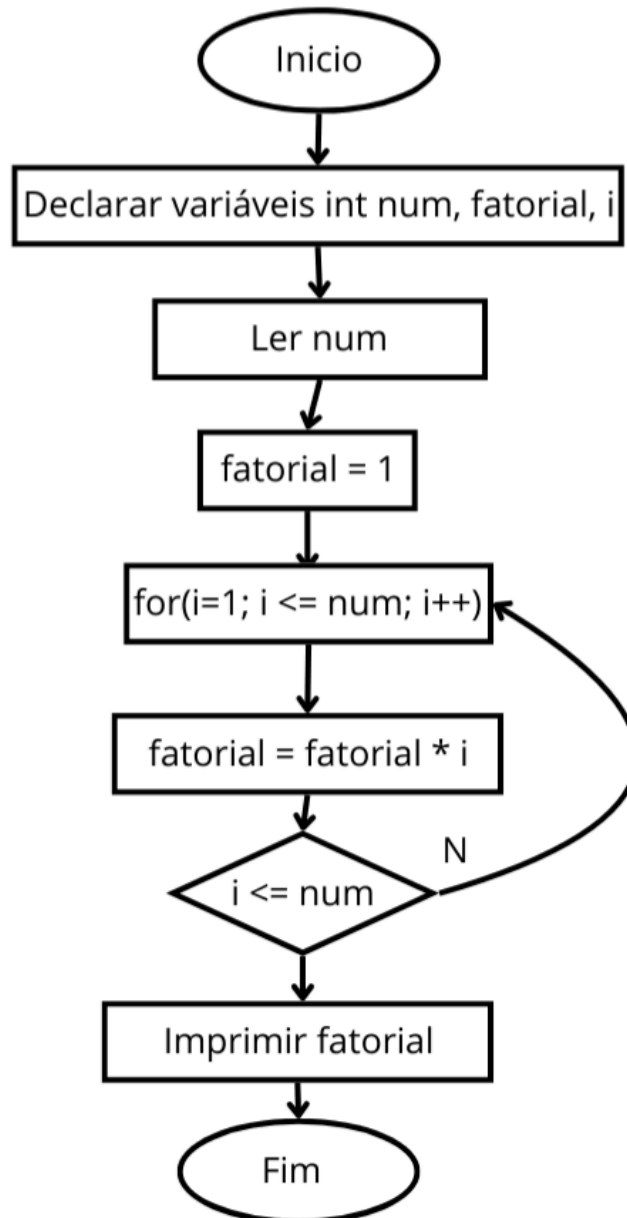 Inicio
Declarar variáveis int num, fatorial, i
Ler num
fatorial = 1
for(i=1; i <= num; i++)
fatorial = fatorial * i
N
i <= num
Imprimir fatorial
Fim